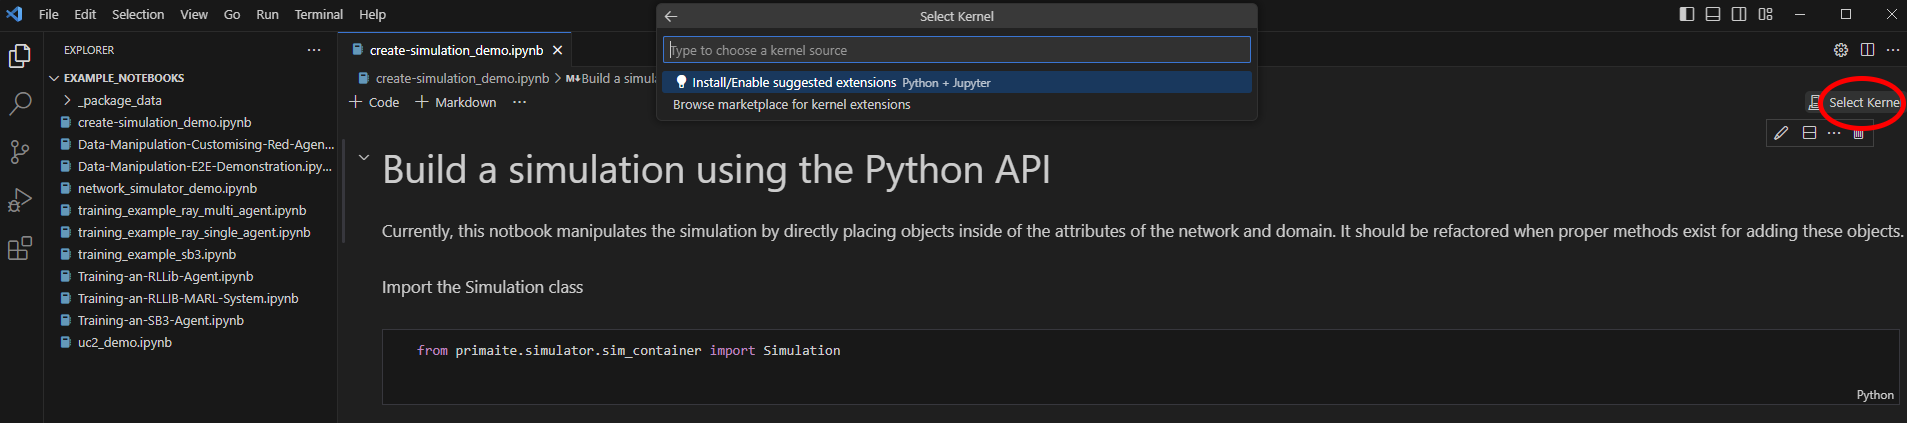 File Edit Selection View Go Run Terminal Help
Select Kernel
Type to choose a kernel source
Install/Enable suggested extensions Python + Jupyter
Browse marketplace for kernel extensions
EXPLORER
EXAMPLE_NOTEBOOKS
_package_data
create-simulation_demo.ipynb
Data-Manipulation-Customising-Red-Agen...
Data-Manipulation-E2E-Demonstration.ipy...
network_simulator_demo.ipynb
training_example_ray_multi_agent.ipynb
training_example_ray_single_agent.ipynb
training_example_sb3.ipynb
Training-an-RLLib-Agent.ipynb
Training-an-RLLIB-MARL-System.ipynb
Training-an-SB3-Agent.ipynb
uc2_demo.ipynb
create-simulation_demo.ipynb
create-simulation_demo.ipynb > M↓Build a simula
+ Code + Markdown ...
Select Kerne
Build a simulation using the Python API
Currently, this notbook manipulates the simulation by directly placing objects inside of the attributes of the network and domain. It should be refactored when proper methods exist for adding these objects.
Import the Simulation class
from primaite.simulator.sim_container import Simulation
Python